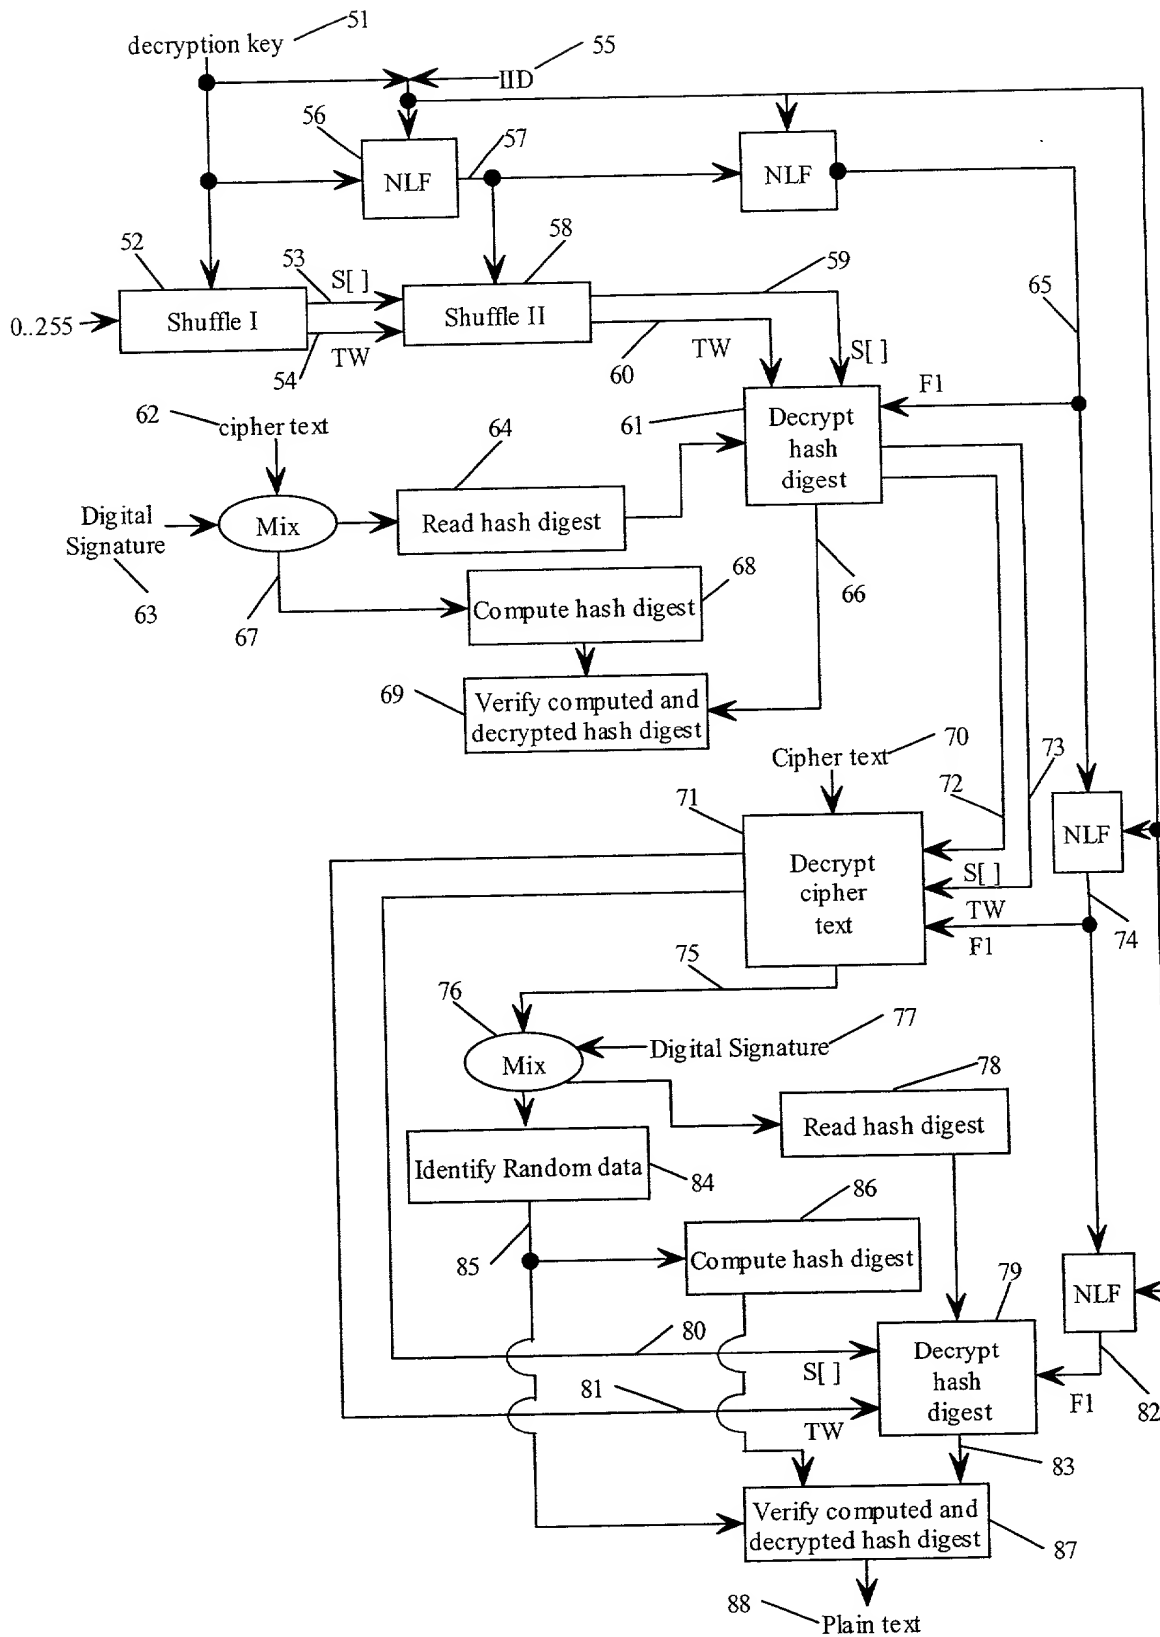 51
decryption key
55
IID
56
57
NLF
NLF
52
53
S[ ]
58
59
65
0..255
Shuffle I
Shuffle II
54
TW
60
TW
S[ ]
F1
62
cipher text
64
61
Decrypt
hash
digest
Digital
Signature
Mix
Read hash digest
63
67
68
66
Compute hash digest
69
Verify computed and
decrypted hash digest
Cipher text
70
73
71
72
NLF
Decrypt
cipher
text
S[ ]
TW
F1
74
75
76
77
Mix
Digital Signature
78
Read hash digest
Identify Random data
84
86
85
Compute hash digest
79
NLF
80
Decrypt
hash
digest
S[ ]
81
F1
82
TW
83
Verify computed and
decrypted hash digest
87
88
Plain text